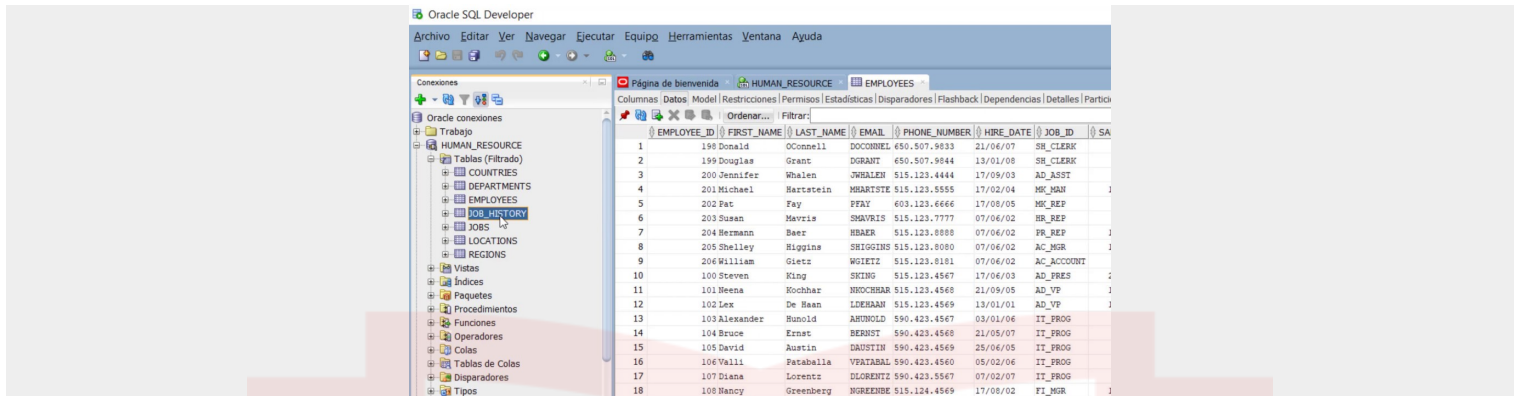 Oracle SQL Developer
Archivo Editar Ver Navegar Ejecutar Equipo Herramientas Ventana Ayuda
Conexiones
Oracle conexiones
Trabajo
HUMAN_RESOURCE
Tablas (Filtrado)
COUNTRIES
DEPARTMENTS
EMPLOYEES
JOB_HISTORY
JOBS
LOCATIONS
REGIONS
Vistas
Índices
Paquetes
Procedimientos
Funciones
Operadores
Colas
Tablas de Colas
Disparadores
Tipos
Página de bienvenida HUMAN_RESOURCE EMPLOYEES
Columnas Datos Model Restricciones Permisos Estadísticas Disparadores Flashback Dependencias Detalles Partici
Ordenar... Filtrar:
EMPLOYEE_ID FIRST_NAME LAST_NAME EMAIL PHONE_NUMBER HIRE_DATE JOB_ID SA
1 198 Donald OConnell DOCONNEL 650.507.9833 21/06/07 SH_CLERK
2 199 Douglas Grant DGRANT 650.507.9844 13/01/08 SH_CLERK
3 200 Jennifer Whalen JWHALEN 515.123.4444 17/09/03 AD_ASST
4 201 Michael Hartstein MHARTSTE 515.123.5555 17/02/04 MK_MAN 1
5 202 Pat Fay PFAY 603.123.6666 17/08/05 MK_REP
6 203 Susan Mavris SMAVRIS 515.123.7777 07/06/02 HR_REP
7 204 Hermann Baer HBAER 515.123.8888 07/06/02 PR_REP 1
8 205 Shelley Higgins SHIGGINS 515.123.8080 07/06/02 AC_MGR 1
9 206 William Gietz WGIETZ 515.123.8181 07/06/02 AC_ACCOUNT
10 100 Steven King SKING 515.123.4567 17/06/03 AD_PRES 2
11 101 Neena Kochhar NKOCHHAR 515.123.4568 21/09/05 AD_VP 1
12 102 Lex De Haan LDEHAAN 515.123.4569 13/01/01 AD_VP 1
13 103 Alexander Hunold AHUNOLD 590.423.4567 03/01/06 IT_PROG
14 104 Bruce Ernst BERNST 590.423.4568 21/05/07 IT_PROG
15 105 David Austin DAUSTIN 590.423.4569 25/06/05 IT_PROG
16 106 Valli Pataballa VPATABAL 590.423.4560 05/02/06 IT_PROG
17 107 Diana Lorentz DLORENTZ 590.423.5567 07/02/07 IT_PROG
18 108 Nancy Greenberg NGREENBE 515.124.4569 17/08/02 FI_MGR 1